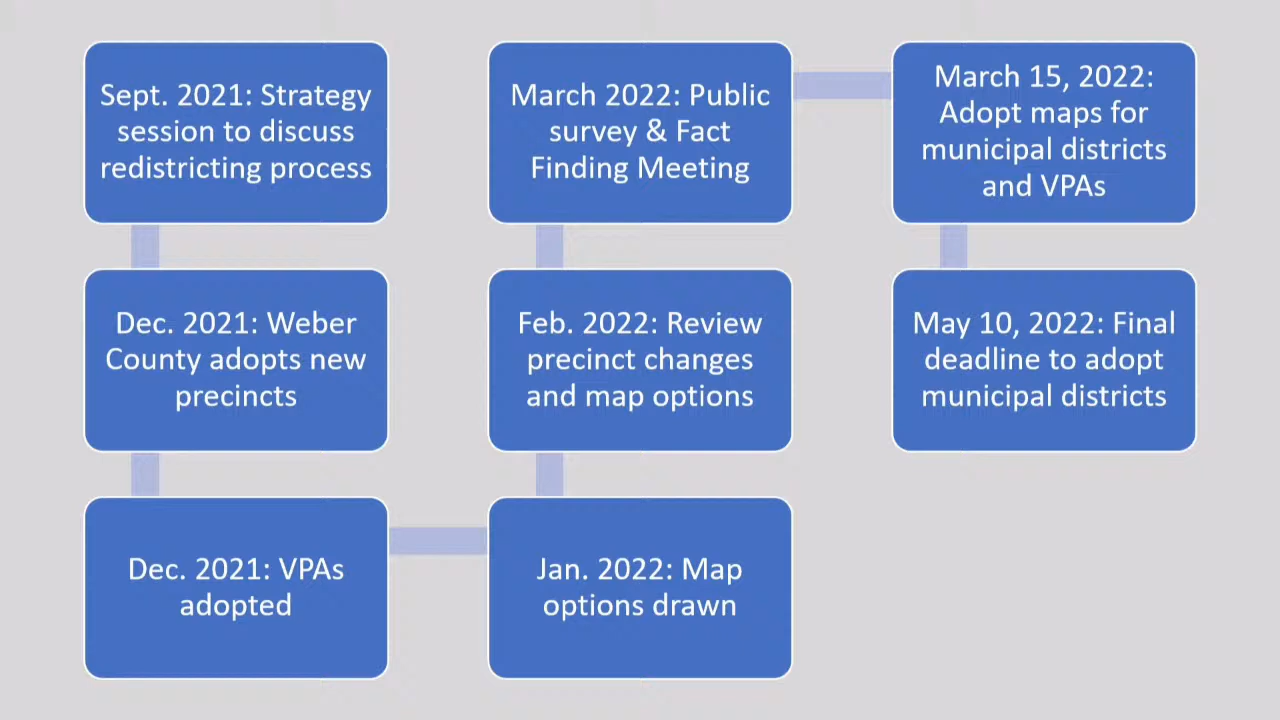 Sept. 2021: Strategy
session to discuss
redistricting process
Dec. 2021: Weber
County adopts new
precincts
Dec. 2021: VPAs
adopted
Jan. 2022: Map
options drawn
Feb. 2022: Review
precinct changes
and map options
March 2022: Public
survey & Fact
Finding Meeting
March 15, 2022:
Adopt maps for
municipal districts
and VPAs
May 10, 2022: Final
deadline to adopt
municipal districts